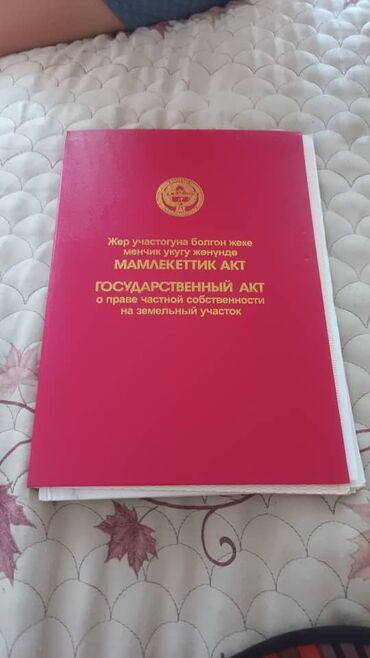 Жер участогуна болгон жеке
менчик укугу жөнүндө
МАМЛЕКЕТТИК АКТ
ГОСУДАРСТВЕННЫЙ АКТ
о праве частной собственности
на земельный участок